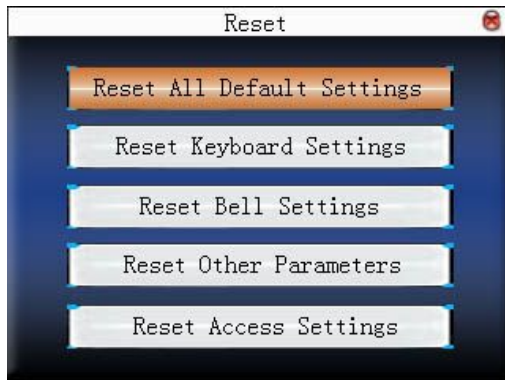 Reset
Reset All Default Settings
Reset Keyboard Settings
Reset Bell Settings
Reset Other Parameters
Reset Access Settings